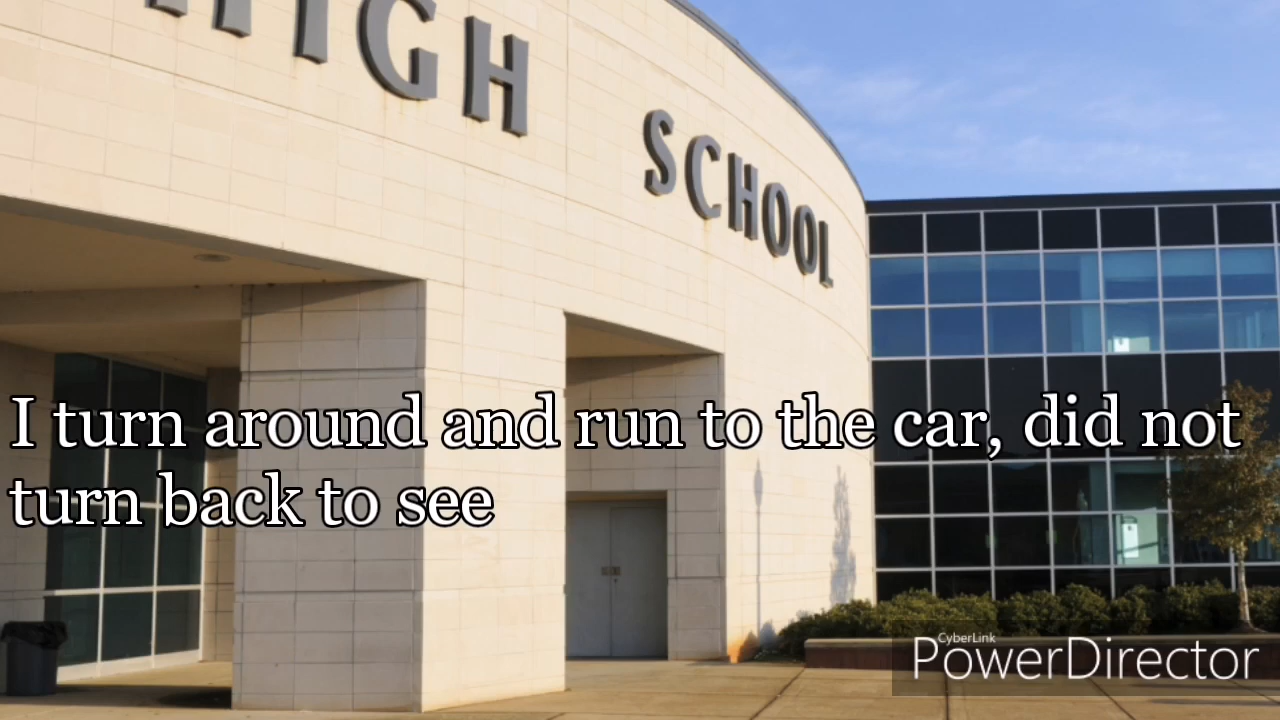 HIGH
SCHOOL
I turn around and run to the car, did not
turn back to see
CyberLink
PowerDirector